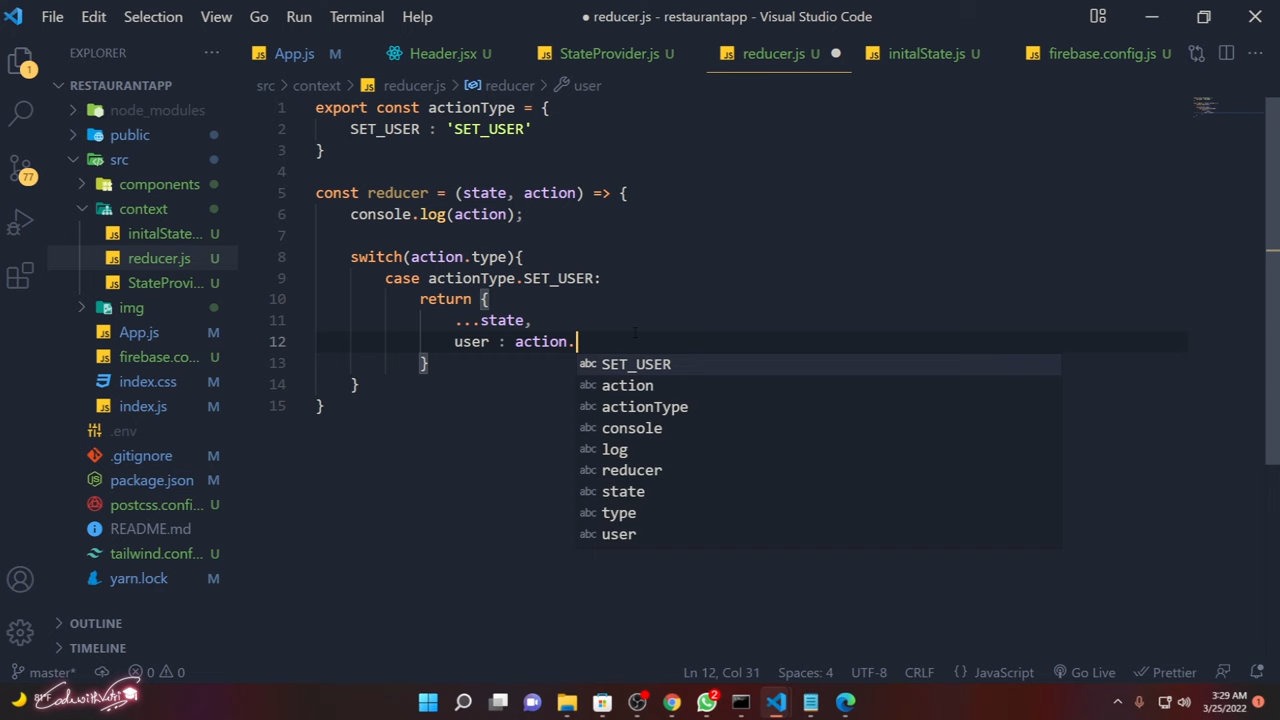 File Edit Selection View Go Run Terminal Help
● reducer.js - restaurantapp - Visual Studio Code
EXPLORER ...
App.js M
Header.jsx U
StateProvider.js U
reducer.js U ●
initalState.js U
firebase.config.js U
src > context > reducer.js > reducer > user
1
RESTAURANTAPP
node_modules
public
src
components
context
initalState... U
reducer.js U
StateProvi... U
img
App.js M
firebase.co... U
index.css M
index.js M
.env
.gitignore M
package.json M
postcss.confi... U
README.md M
tailwind.conf... U
yarn.lock M
OUTLINE
TIMELINE
77
1 export const actionType = {
2 SET_USER : 'SET_USER'
3 }
4
5 const reducer = (state, action) => {
6 console.log(action);
7
8 switch(action.type){
9 case actionType.SET_USER:
10 return {
11 ...state,
12 user : action.
13 }
14 }
15 }
abc SET_USER
abc action
abc actionType
abc console
abc log
abc reducer
abc state
abc type
abc user
master* 0 0 Ln 12, Col 31 Spaces: 4 UTF-8 CRLF {} JavaScript Go Live Prettier
81°F
2
3:29 AM
3/25/2022
1